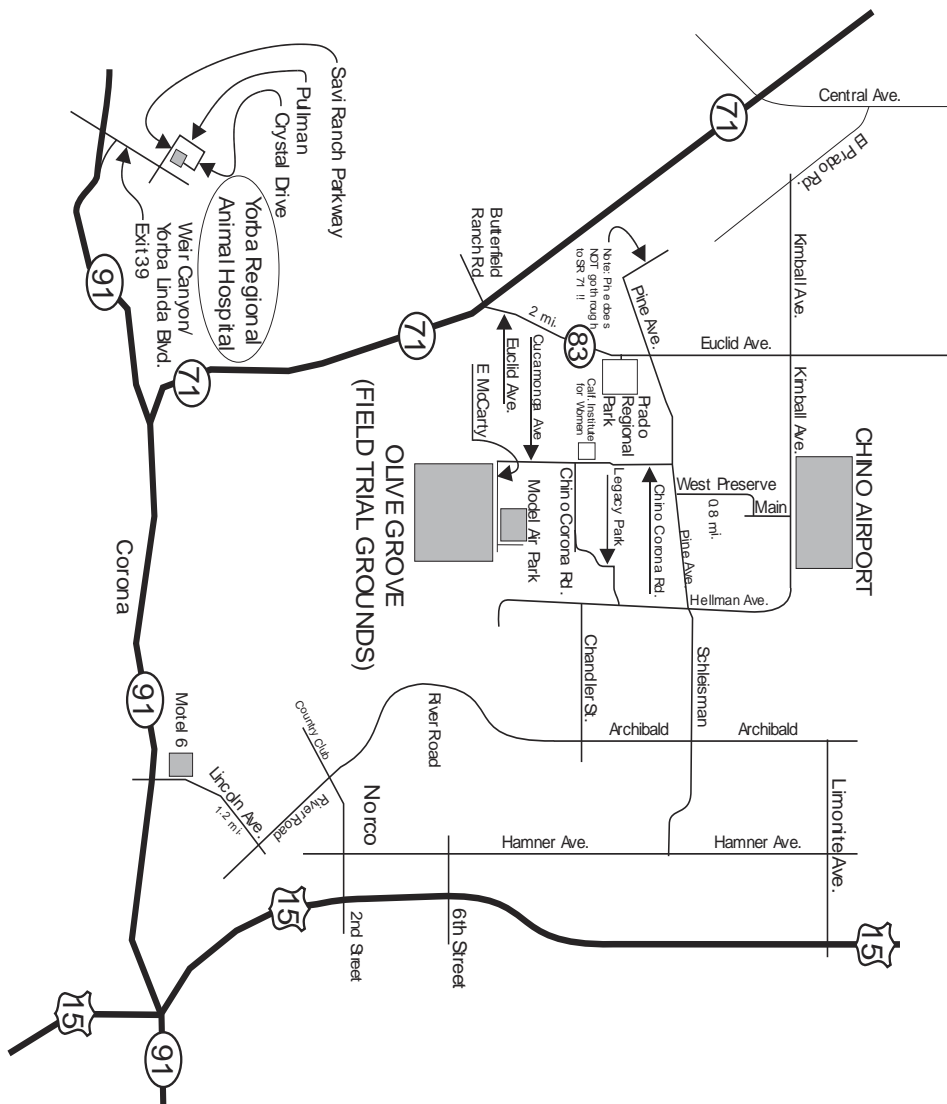 Central Ave.
El Prado Rd.
71
Kimball Ave.
Kimball Ave.
Euclid Ave.
Pine Ave.
Note: Pine does
NOT go through
to SR 71 !!
Butterfield
Ranch Rd
2 mi.
83
Euclid Ave.
Prado
Regional
Park
Calif. Institute
for Women
Cucamonga Ave
E McCarty
71
71
CHINO AIRPORT
West Preserve
Main
0.8 mi.
Pine Ave.
Chino Corona Rd.
Legacy Park
Chino Corona Rd.
Model Air Park
OLIVE GROVE
(FIELD TRIAL GROUNDS)
Hellman Ave.
Schleisman
Chandler St.
Archibald
Archibald
River Road
Limonite Ave.
Hamner Ave.
Hamner Ave.
Norco
Country Club
River Road
6th Street
2nd Street
15
15
15
Savi Ranch Parkway
Pullman
Crystal Drive
Yorba Regional
Animal Hospital
Weir Canyon/
Yorba Linda Blvd.
Exit 39
91
Corona
91
Motel 6
Lincoln Ave.
1.2 mi.
91